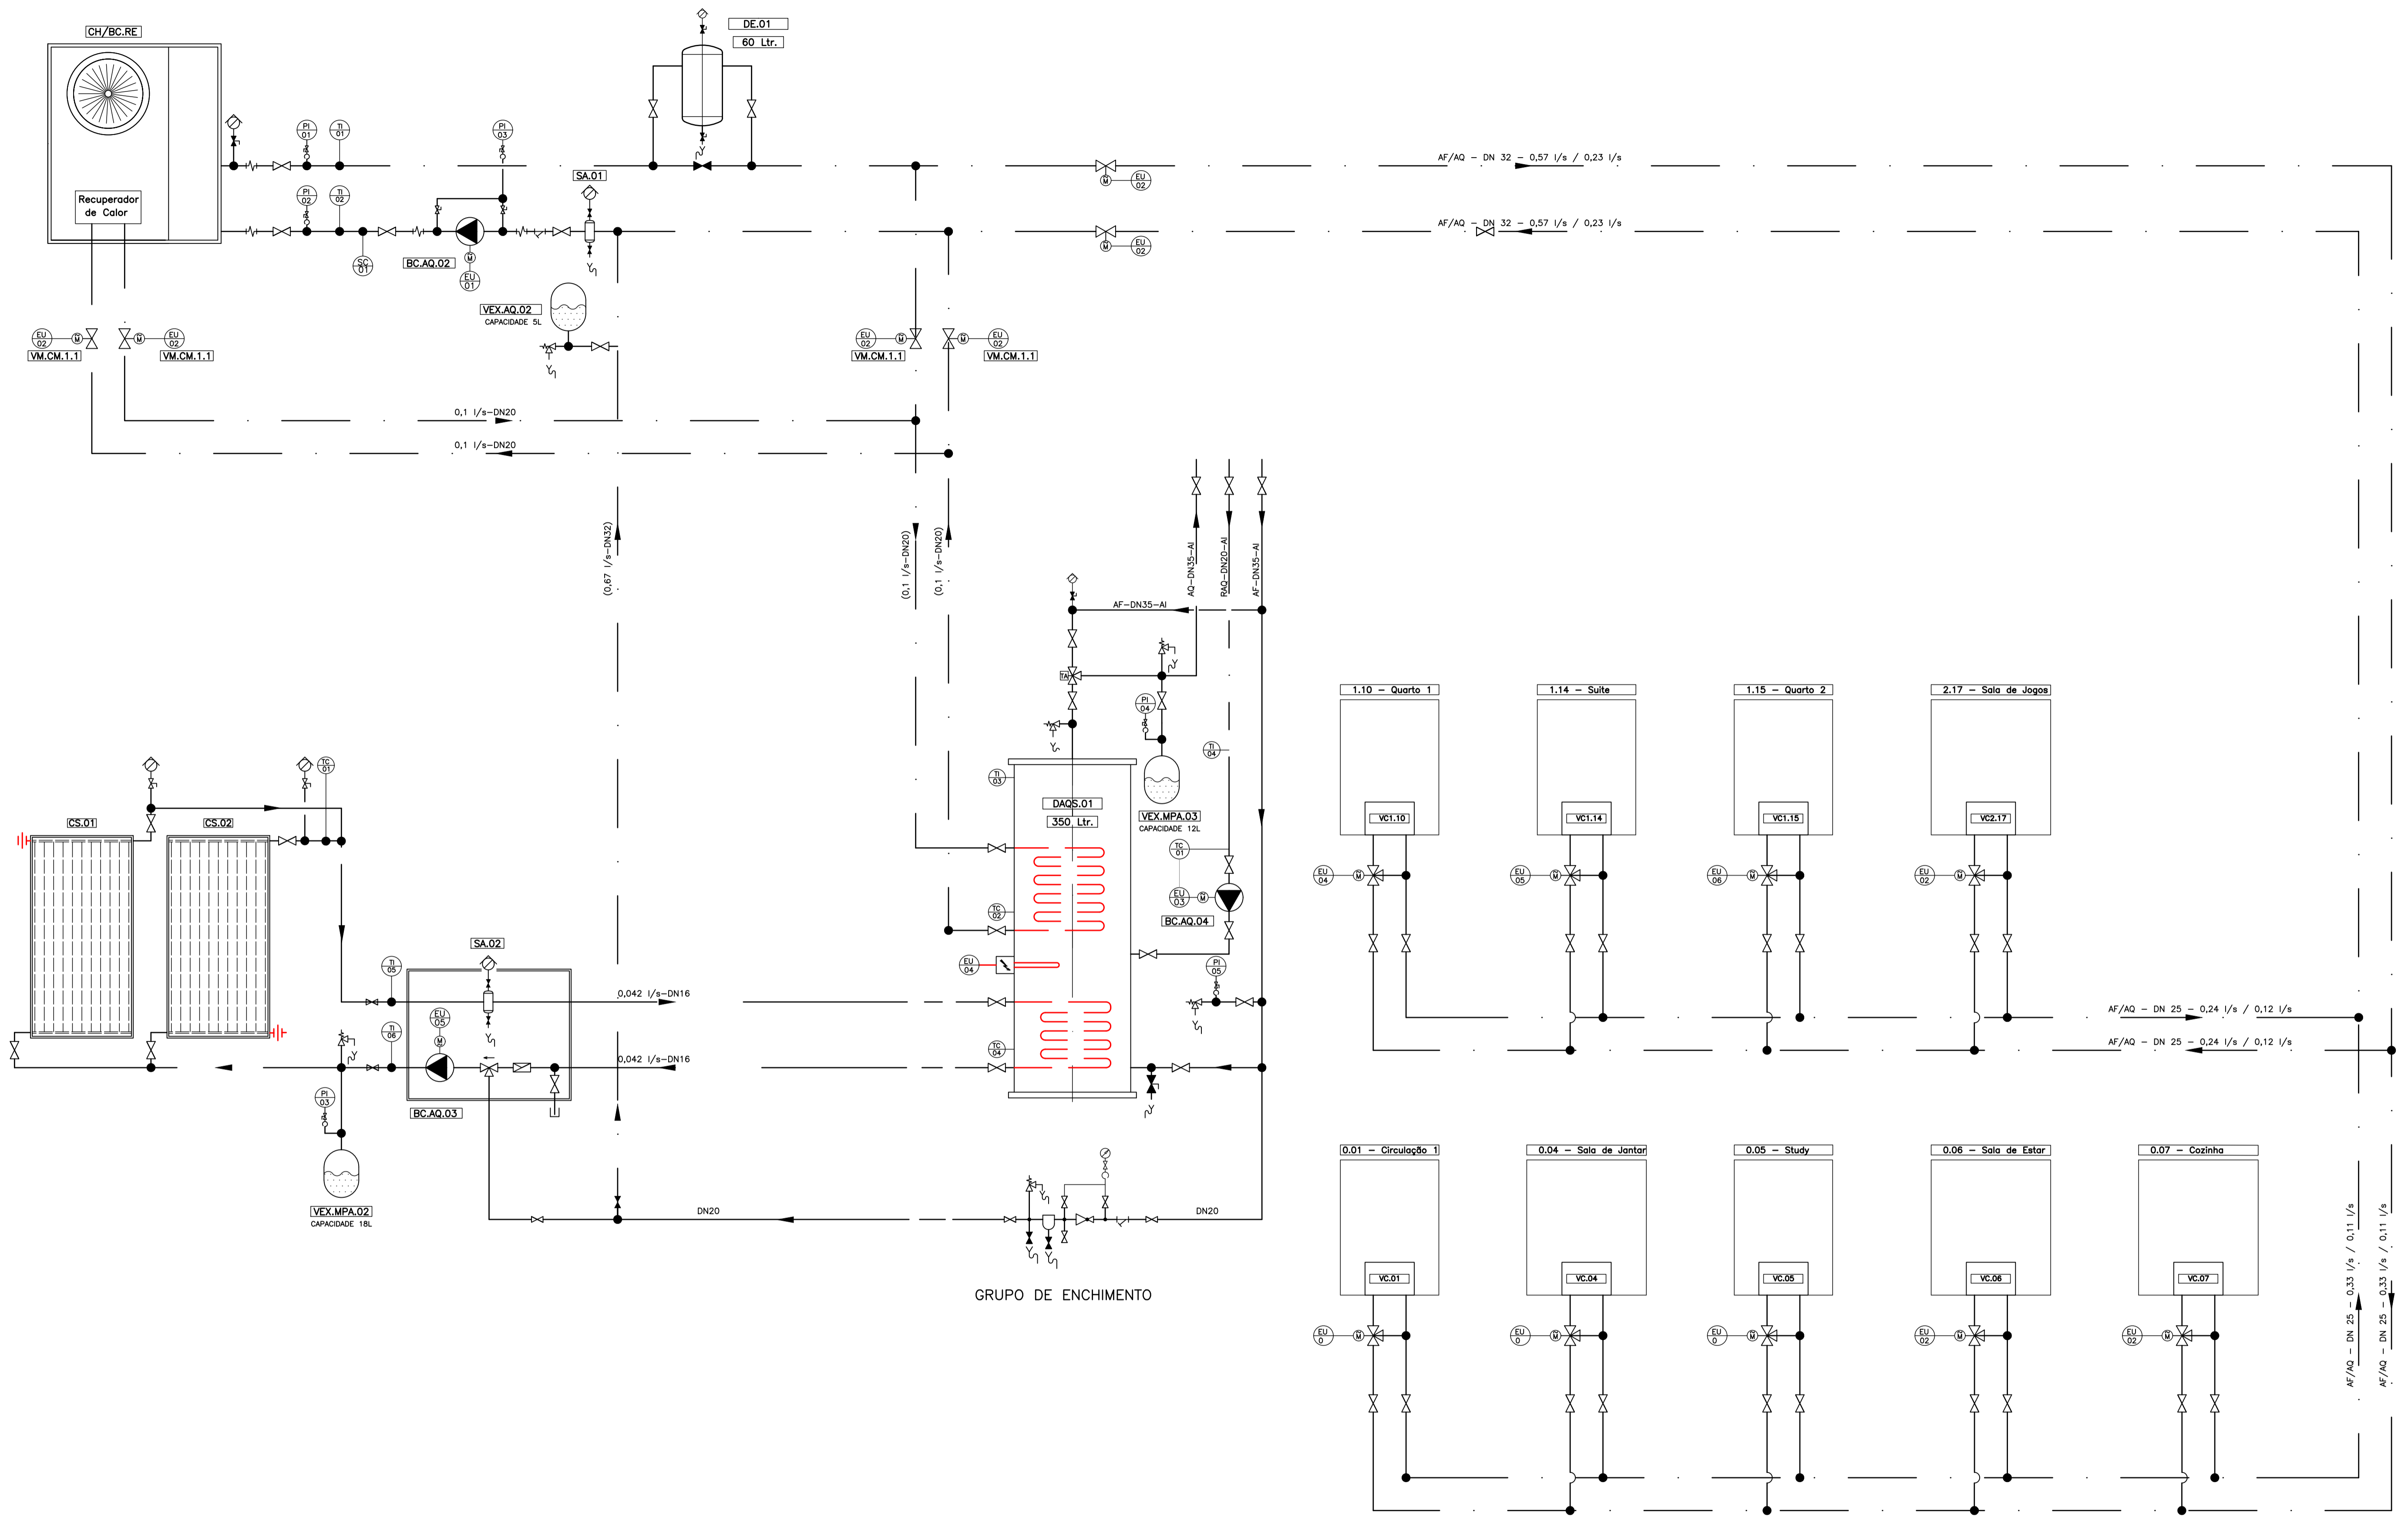 CH/BC.RE
DE.01
60 Ltr.
PI
01
TI
01
PI
03
SA.01
Recuperador
de Calor
PI
02
TI
02
SC
01
BC.AQ.02
M
EU
01
VEX.AQ.02
CAPACIDADE 5L
M
EU
02
AF/AQ - DN 32 - 0,57 l/s / 0,23 l/s
M
EU
02
AF/AQ - DN 32 - 0,57 l/s / 0,23 l/s
EU
02
M
VM.CM.1.1
M
EU
02
VM.CM.1.1
EU
02
M
VM.CM.1.1
M
EU
02
VM.CM.1.1
0,1 l/s-DN20
0,1 l/s-DN20
(0,67 l/s-DN32)
(0,1 l/s-DN20)
(0,1 l/s-DN20)
AQ-DN35-AI
RAQ-DN20-AI
AF-DN35-AI
AF-DN35-AI
TA
PI
04
TI
04
TI
03
DAQS.01
350 Ltr.
VEX.MPA.03
CAPACIDADE 12L
TC
01
TC
02
EU
03
M
BC.AQ.04
EU
04
PI
05
TC
04
TC
01
CS.01
CS.02
TI
05
SA.02
EU
05
M
TI
06
0,042 l/s-DN16
0,042 l/s-DN16
BC.AQ.03
PI
03
VEX.MPA.02
CAPACIDADE 18L
DN20
DN20
GRUPO DE ENCHIMENTO
1.10 - Quarto 1
1.14 - Suite
1.15 - Quarto 2
2.17 - Sala de Jogos
VC1.10
VC1.14
VC1.15
VC2.17
EU
04
M
EU
05
M
EU
06
M
EU
02
M
AF/AQ - DN 25 - 0,24 l/s / 0,12 l/s
AF/AQ - DN 25 - 0,24 l/s / 0,12 l/s
0.01 - Circulação 1
0.04 - Sala de Jantar
0.05 - Study
0.06 - Sala de Estar
0.07 - Cozinha
VC.01
VC.04
VC.05
VC.06
VC.07
EU
0
M
EU
0
M
EU
0
M
EU
02
M
EU
02
M
AF/AQ - DN 25 - 0,33 l/s / 0,11 l/s
AF/AQ - DN 25 - 0,33 l/s / 0,11 l/s